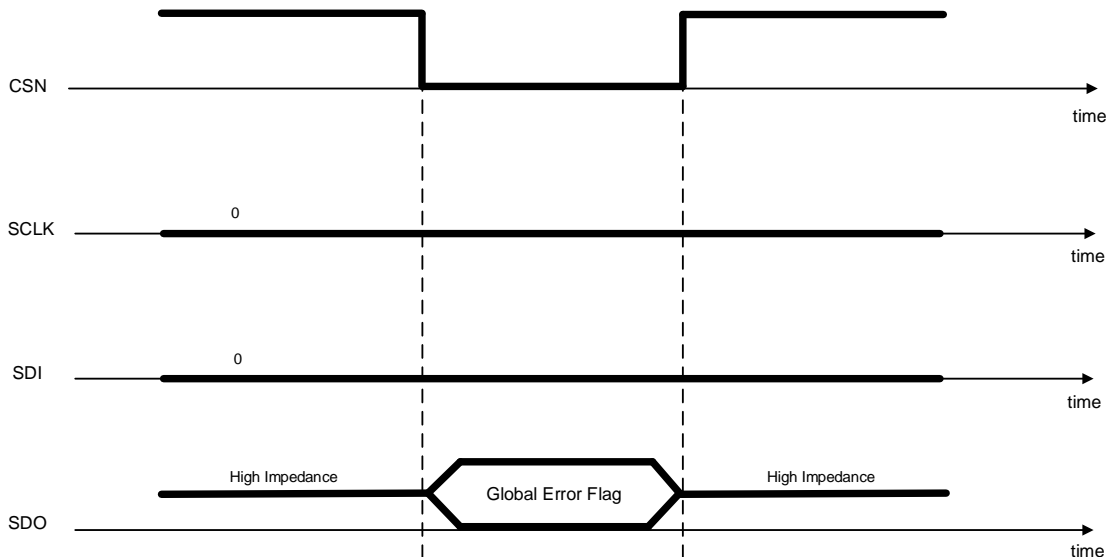 CSN
time
0
SCLK
time
0
SDI
time
High Impedance
Global Error Flag
High Impedance
SDO
time